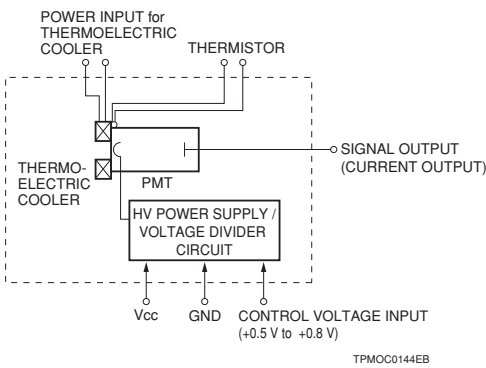 POWER INPUT for
THERMOELECTRIC
COOLER
THERMISTOR
SIGNAL OUTPUT
(CURRENT OUTPUT)
THERMO-
ELECTRIC
COOLER
PMT
HV POWER SUPPLY /
VOLTAGE DIVIDER
CIRCUIT
Vcc
GND
CONTROL VOLTAGE INPUT
(+0.5 V to +0.8 V)
TPMOC0144EB